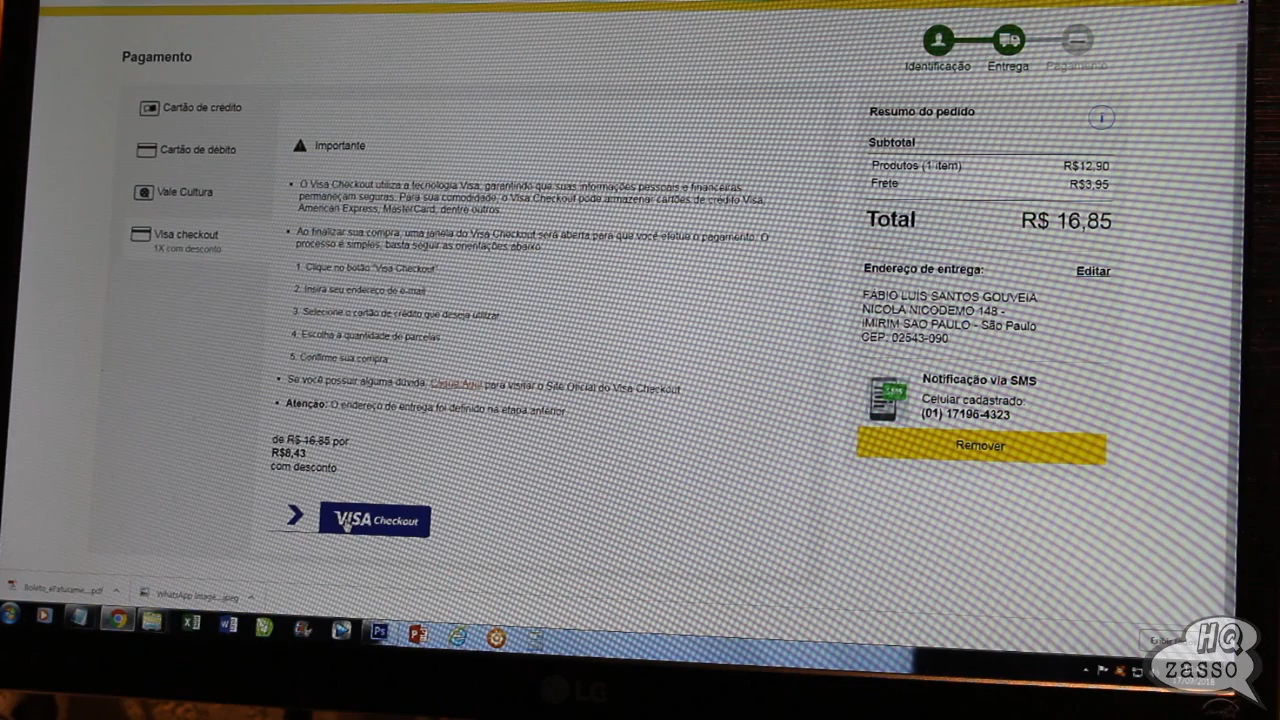 Pagamento
Cartão de crédito
Cartão de débito
Vale Cultura
Visa checkout
1X com desconto
Importante
• O Visa Checkout utiliza a tecnologia Visa, garantindo que suas informações pessoais e financeiras
permaneçam seguras. Para sua comodidade, o Visa Checkout pode armazenar cartões de crédito Visa,
American Express, MasterCard, dentre outros.
• Ao finalizar sua compra, uma janela do Visa Checkout será aberta para que você efetue o pagamento. O
processo é simples, basta seguir as orientações abaixo:
1. Clique no botão "Visa Checkout"
2. Insira seu endereço de e-mail
3. Selecione o cartão de crédito que deseja utilizar
4. Escolha a quantidade de parcelas
5. Confirme sua compra
• Se você possuir alguma dúvida, Clique Aqui para visitar o Site Oficial do Visa Checkout
• Atenção: O endereço de entrega foi definido na etapa anterior
de R$ 16,85 por
R$8,43
com desconto
VISA Checkout
Identificação Entrega Pagamento
Resumo do pedido
i
Subtotal
Produtos (1 item) R$12,90
Frete R$3,95
Total R$ 16,85
Endereço de entrega: Editar
FÁBIO LUIS SANTOS GOUVEIA
NICOLA NICODEMO 148 -
IMIRIM SAO PAULO - São Paulo
CEP: 02543-090
Notificação via SMS
Celular cadastrado:
(01) 17196-4323
Remover
WhatsApp Image....jpeg
Ps
LG
HQ
zasso